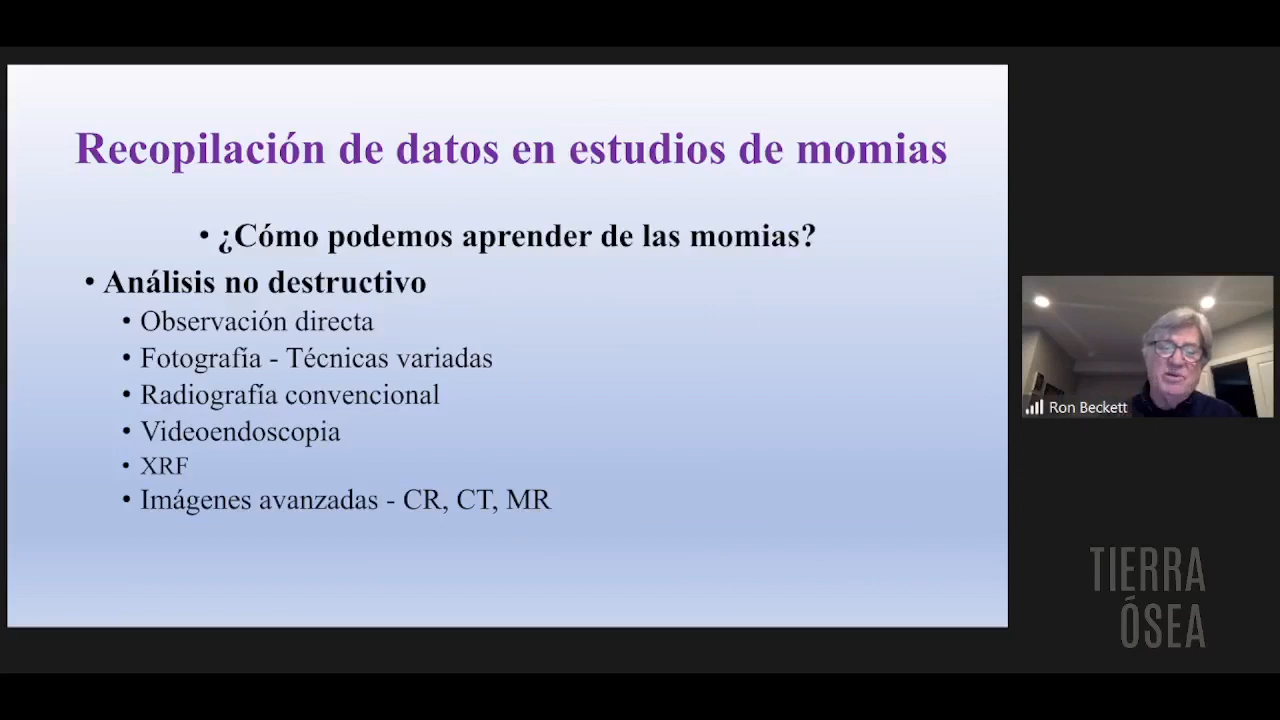 Recopilación de datos en estudios de momias
• ¿Cómo podemos aprender de las momias?
• Análisis no destructivo
• Observación directa
• Fotografía - Técnicas variadas
• Radiografía convencional
• Videoendoscopia
• XRF
• Imágenes avanzadas - CR, CT, MR
Ron Beckett
TIERRA
ÓSEA